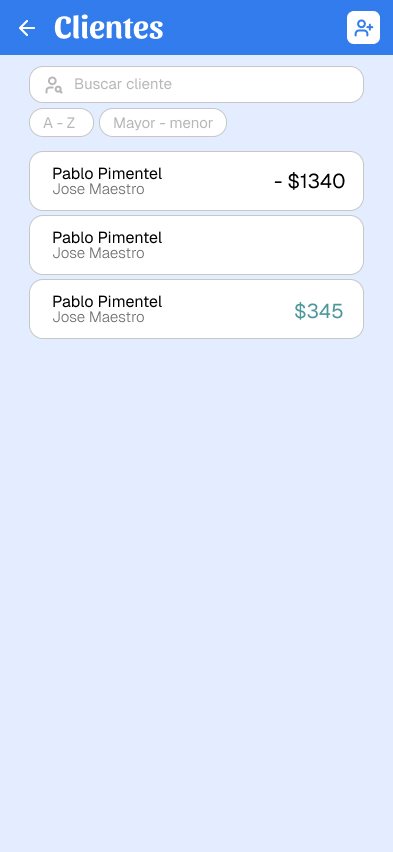 Clientes
Buscar cliente
A - Z
Mayor - menor
Pablo Pimentel
Jose Maestro
- $1340
Pablo Pimentel
Jose Maestro
Pablo Pimentel
Jose Maestro
$345